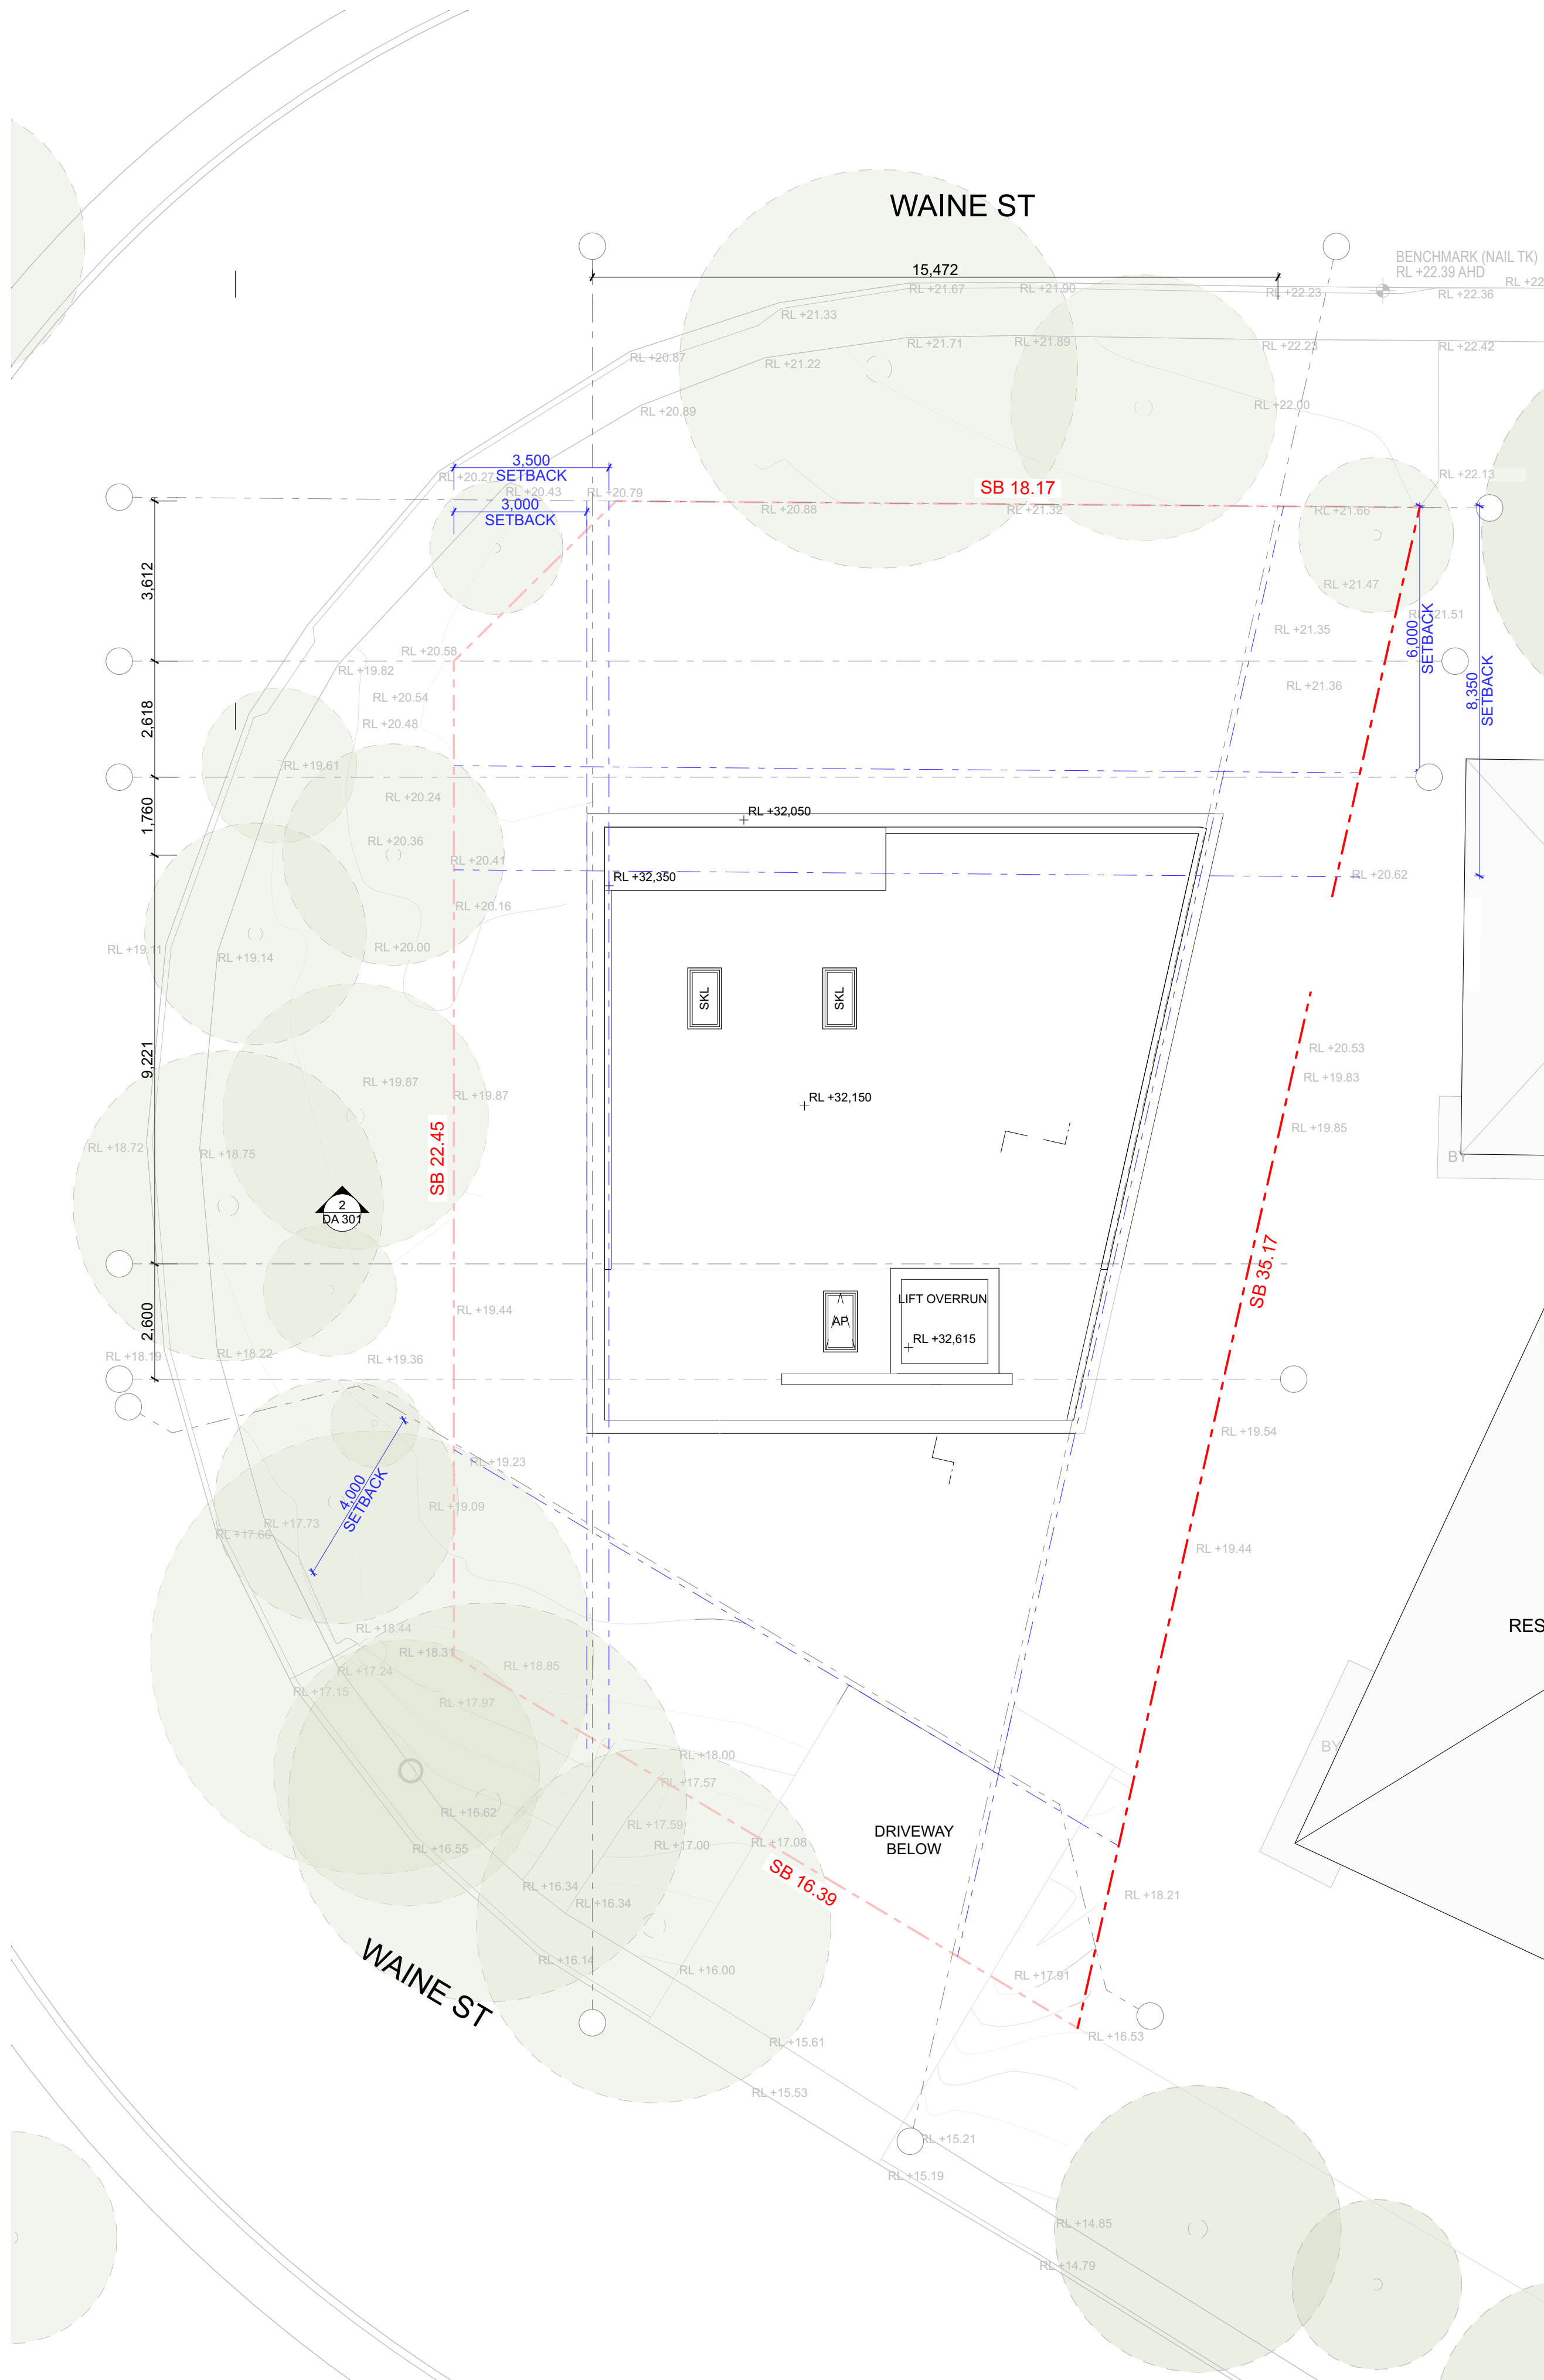 WAINE ST
BENCHMARK (NAIL TK)
RL +22.39 AHD
15,472
RL +21.67
RL +21.90
RL +22.23
RL +22.36
RL +22
RL +21.33
RL +20.87
RL +21.22
RL +21.71
RL +21.89
RL +22.23
RL +22.42
RL +20.89
RL +22.00
3,500
SETBACK
RL +20.27
RL +20.43
RL +20.79
3,000
SETBACK
SB 18.17
RL +20.88
RL +21.32
RL +21.66
RL +22.13
3,612
RL +21.47
RL +21.51
6,000
SETBACK
RL +21.35
RL +20.58
RL +19.82
RL +20.54
RL +21.36
8,350
SETBACK
2,618
RL +20.48
RL +19.61
RL +20.24
1,760
RL +32,050
RL +20.36
RL +20.41
RL +32,350
RL +20.62
RL +20.16
RL +19.11
RL +19.14
RL +20.00
SKL
SKL
9,221
RL +20.53
RL +19.87
RL +19.87
RL +32,150
RL +19.83
RL +18.72
RL +18.75
RL +19.85
BY
SB 22.45
2
DA 301
SB 35.17
LIFT OVERRUN
2,600
RL +19.44
AP
RL +32,615
RL +18.19
RL +18.22
RL +19.36
RL +19.54
RL +19.23
4,000
SETBACK
RL +19.09
RL +17.73
RL +17.66
RL +19.44
RL +18.44
RL +18.31
RL +18.85
RL +17.24
RL +17.15
RL +17.97
RES
BY
RL +18.00
RL +17.57
RL +16.62
RL +17.59
RL +17.00
RL +17.08
DRIVEWAY
BELOW
RL +16.55
SB 16.39
RL +16.34
RL +16.34
RL +18.21
WAINE ST
RL +16.14
RL +16.00
RL +17.91
RL +15.61
RL +16.53
RL +15.53
RL +15.21
RL +15.19
RL +14.85
RL +14.79